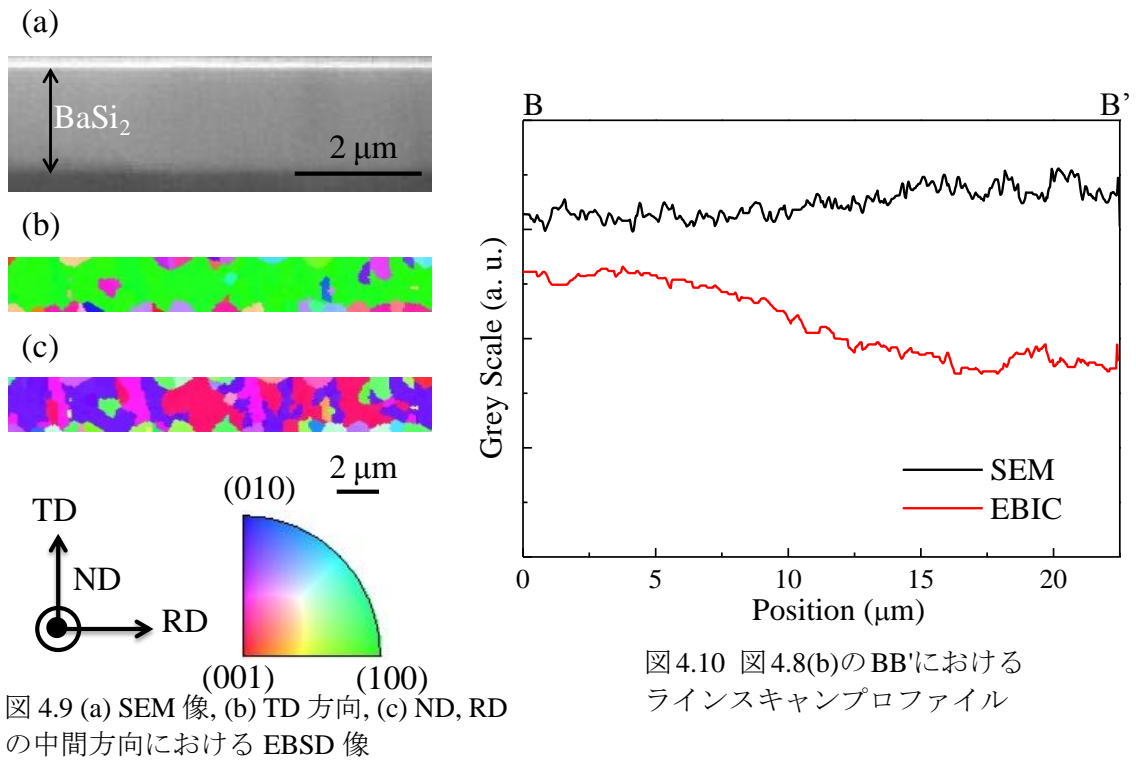 (a)
BaSi₂
2 μm
(b)
(c)
2 μm
TD
ND
RD
(010)
(001)
(100)
図 4.9 (a) SEM 像, (b) TD 方向, (c) ND, RD
の中間方向における EBSD 像
B
B’
Grey Scale (a. u.)
SEM
EBIC
0
5
10
15
20
Position (μm)
図4.10 図4.8(b)のBB'における
ラインスキャンプロファイル